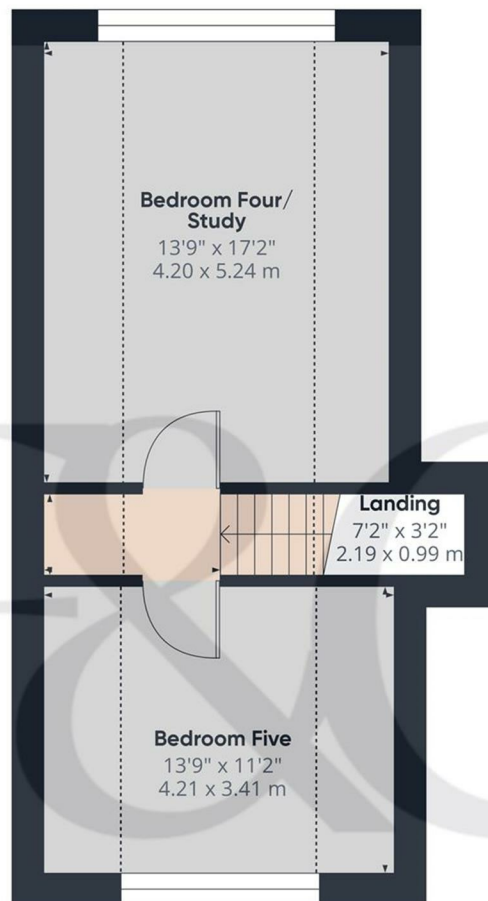 Bedroom Four/
Study
13'9" x 17'2"
4.20 x 5.24 m
Landing
7'2" x 3'2"
2.19 x 0.99 m
Bedroom Five
13'9" x 11'2"
4.21 x 3.41 m